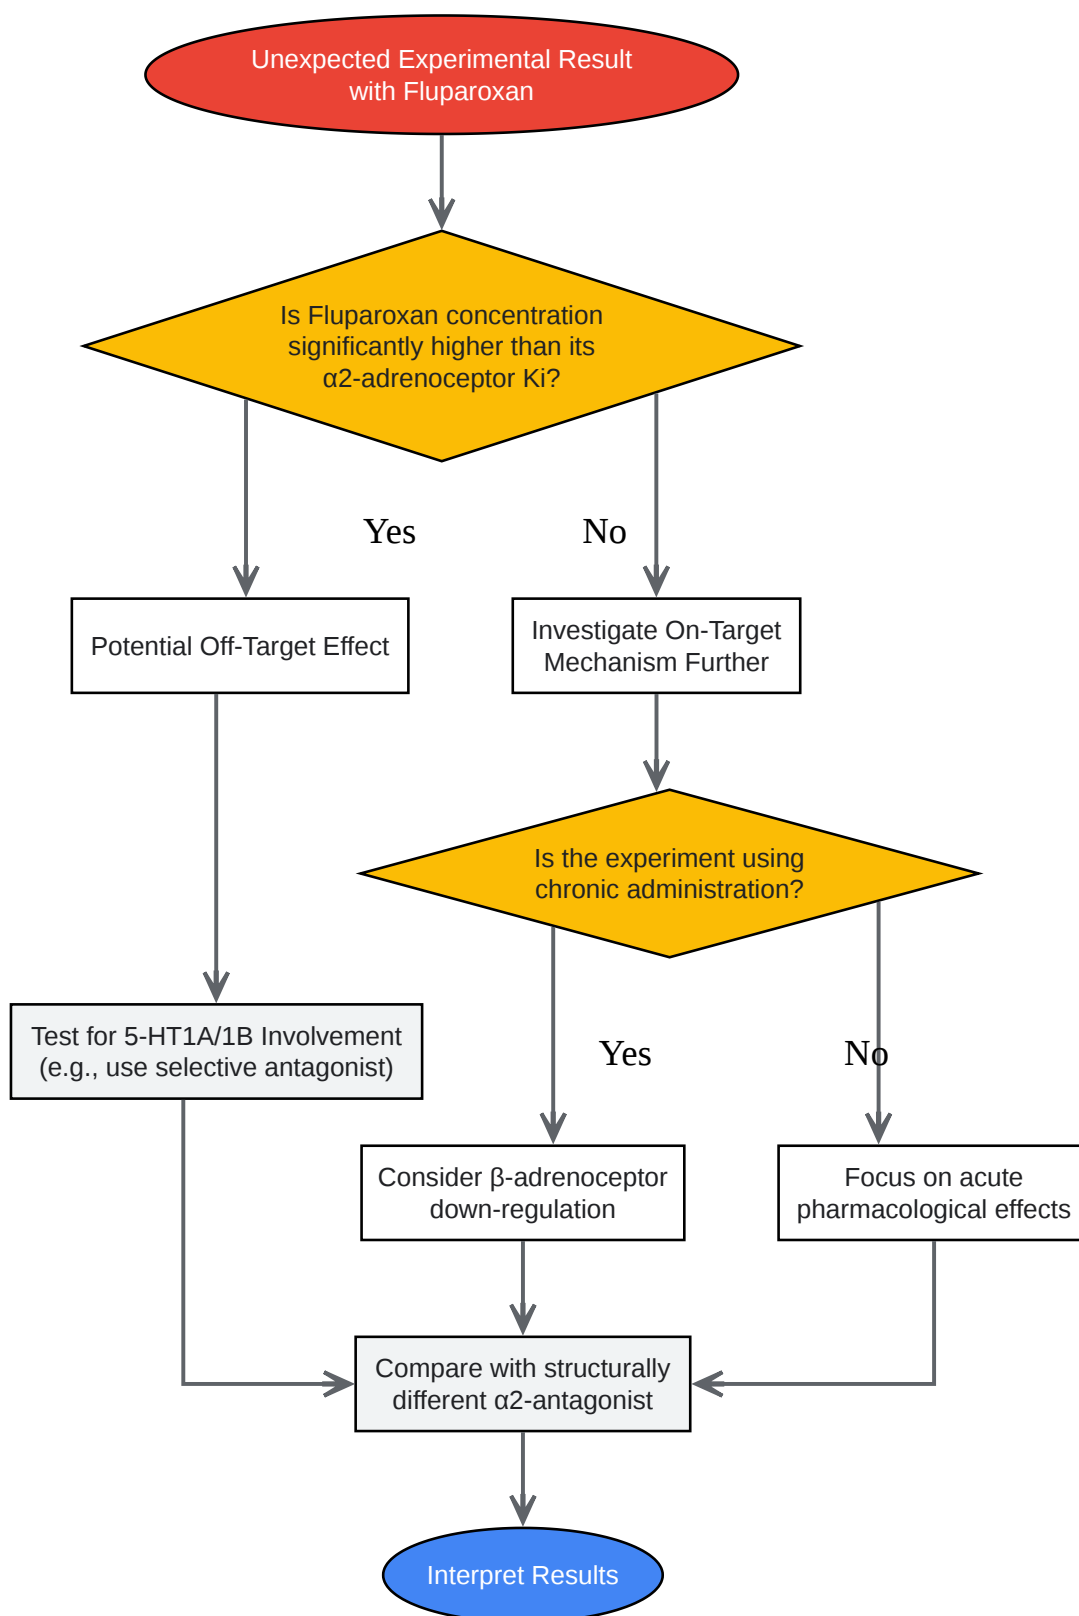 Unexpected Experimental Result
with Fluparoxan
Is Fluparoxan concentration
significantly higher than its
α2-adrenoceptor Ki?
Yes
No
Potential Off-Target Effect
Investigate On-Target
Mechanism Further
Is the experiment using
chronic administration?
Test for 5-HT1A/1B Involvement
(e.g., use selective antagonist)
Yes
No
Consider β-adrenoceptor
down-regulation
Focus on acute
pharmacological effects
Compare with structurally
different α2-antagonist
Interpret Results